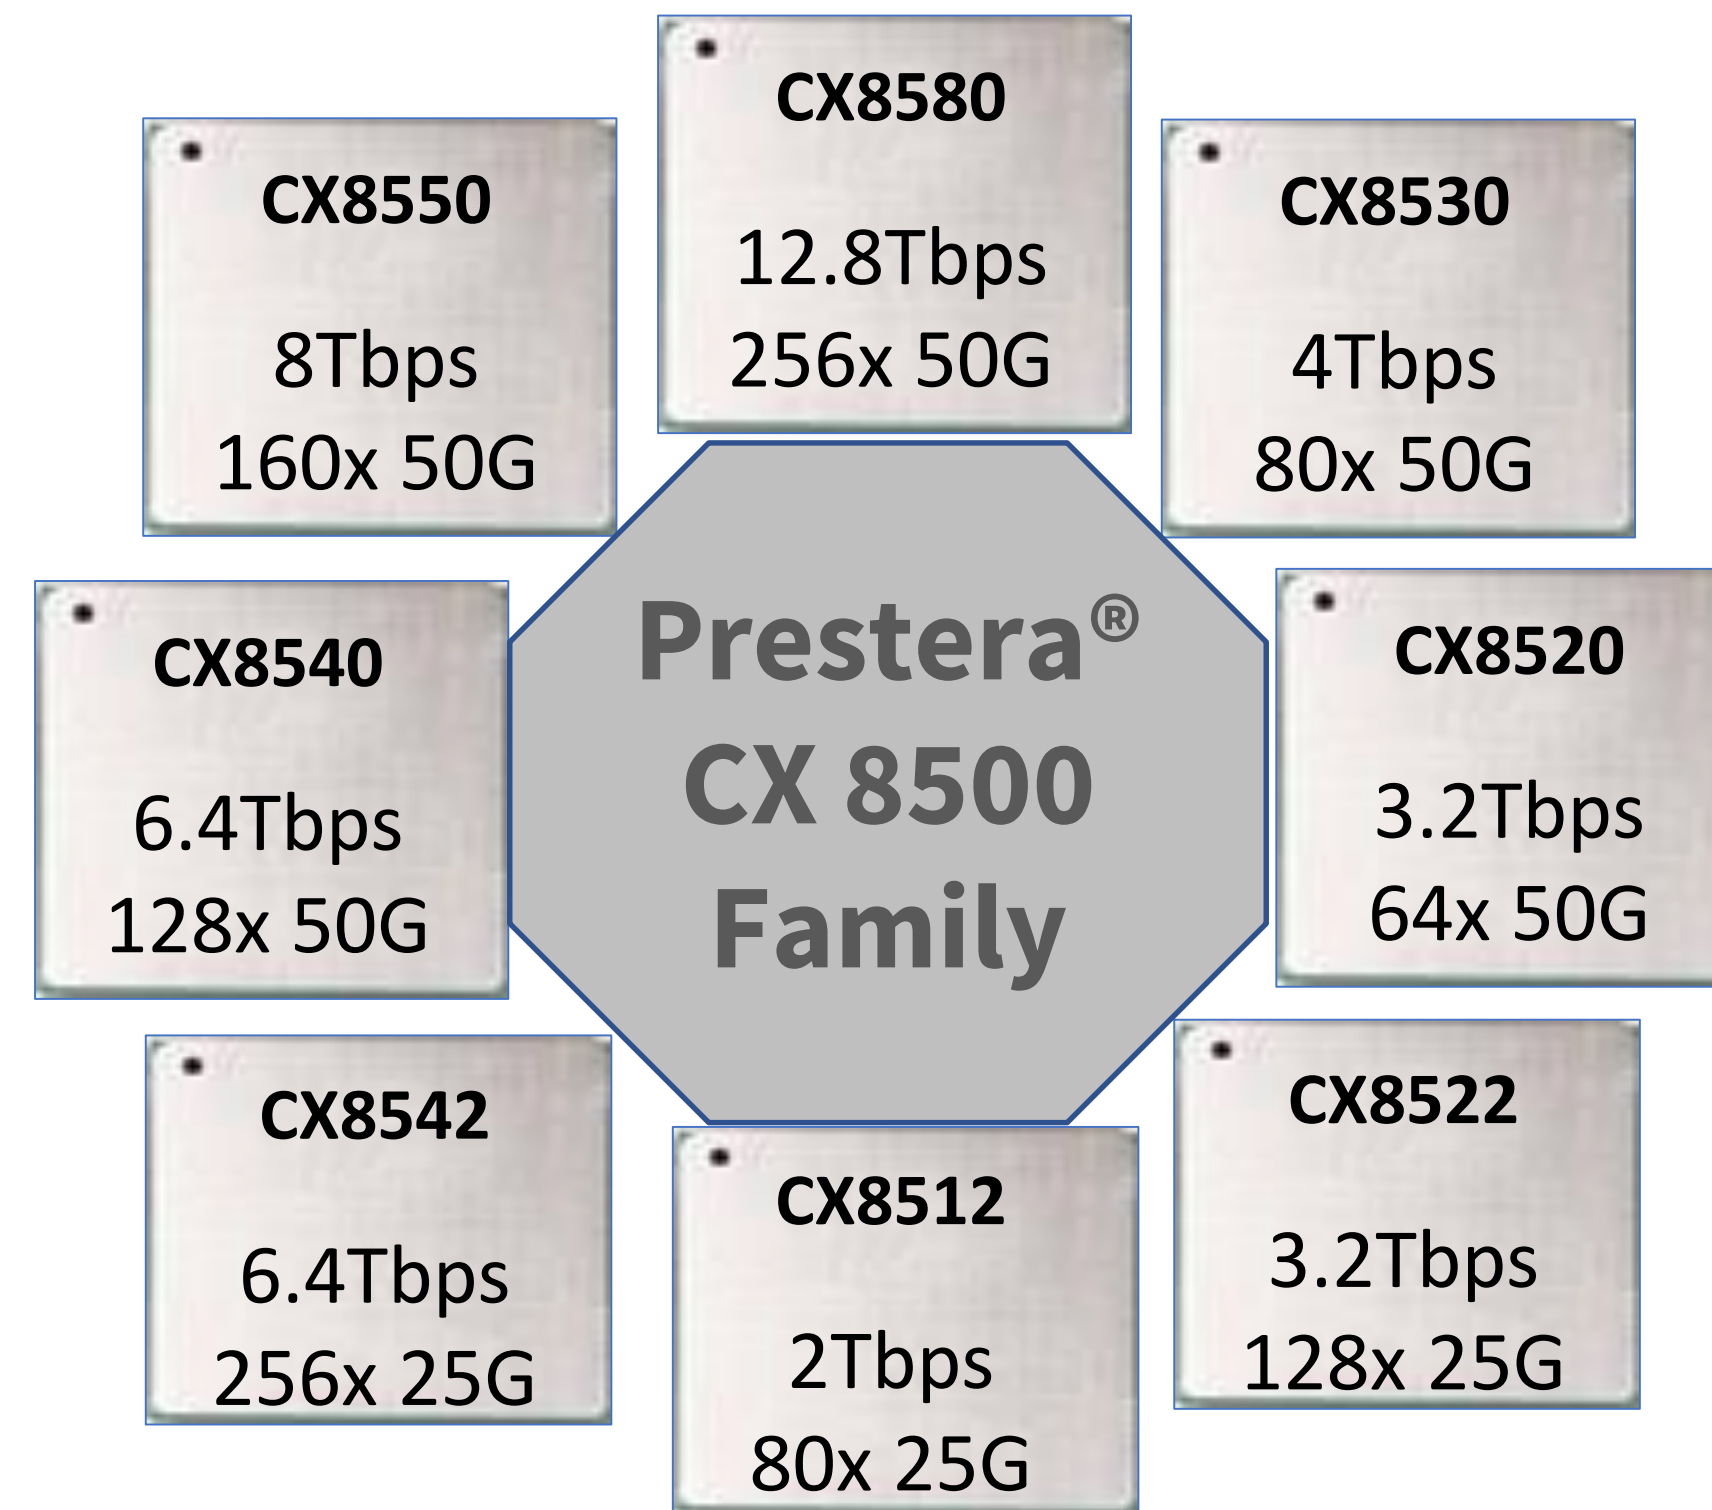 CX8580
12.8Tbps
256x 50G
CX8550
8Tbps
160x 50G
CX8530
4Tbps
80x 50G
Prestera®
CX 8500
Family
CX8540
6.4Tbps
128x 50G
CX8520
3.2Tbps
64x 50G
CX8542
6.4Tbps
256x 25G
CX8512
2Tbps
80x 25G
CX8522
3.2Tbps
128x 25G